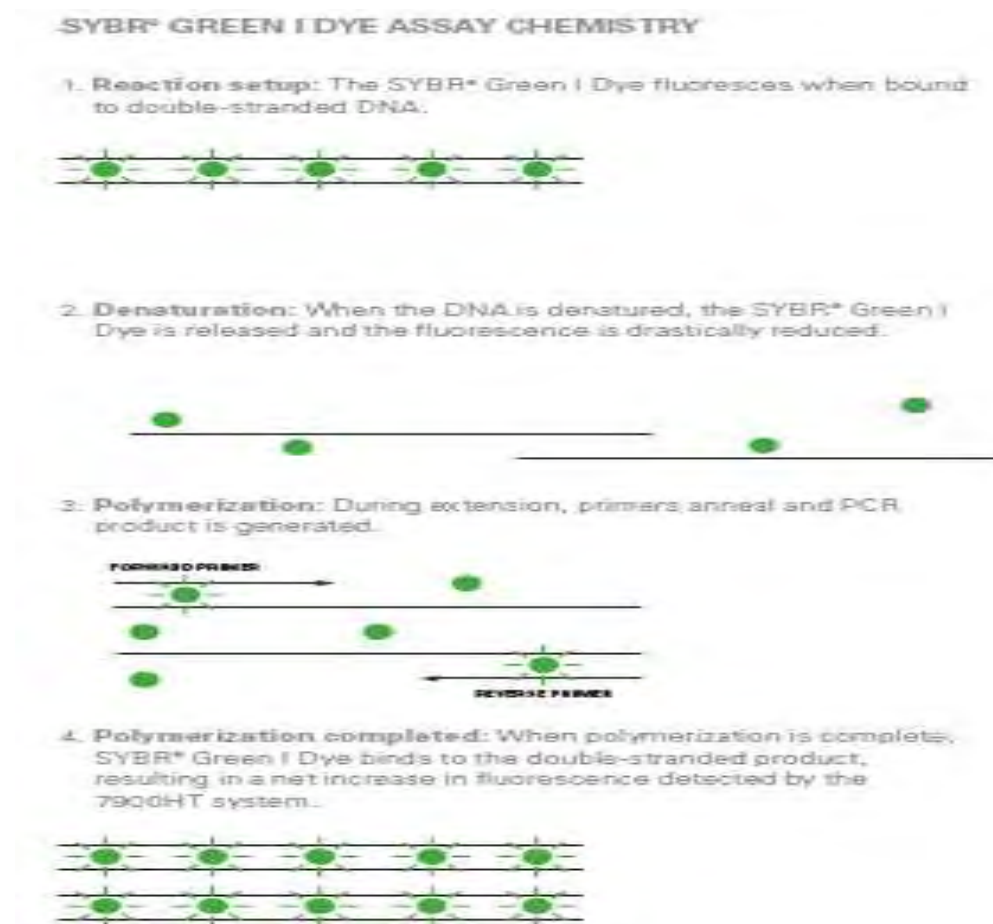 SYBR® GREEN I DYE ASSAY CHEMISTRY
1. Reaction setup: The SYBR® Green I Dye fluoresces when bound
to double-stranded DNA.
2. Denaturation: When the DNA is denatured, the SYBR® Green I
Dye is released and the fluorescence is drastically reduced.
3. Polymerization: During extension, primers anneal and PCR
product is generated.
FORWARD PRIMER
REVERSE PRIMER
4. Polymerization completed: When polymerization is complete,
SYBR® Green I Dye binds to the double-stranded product,
resulting in a net increase in fluorescence detected by the
7900HT system.